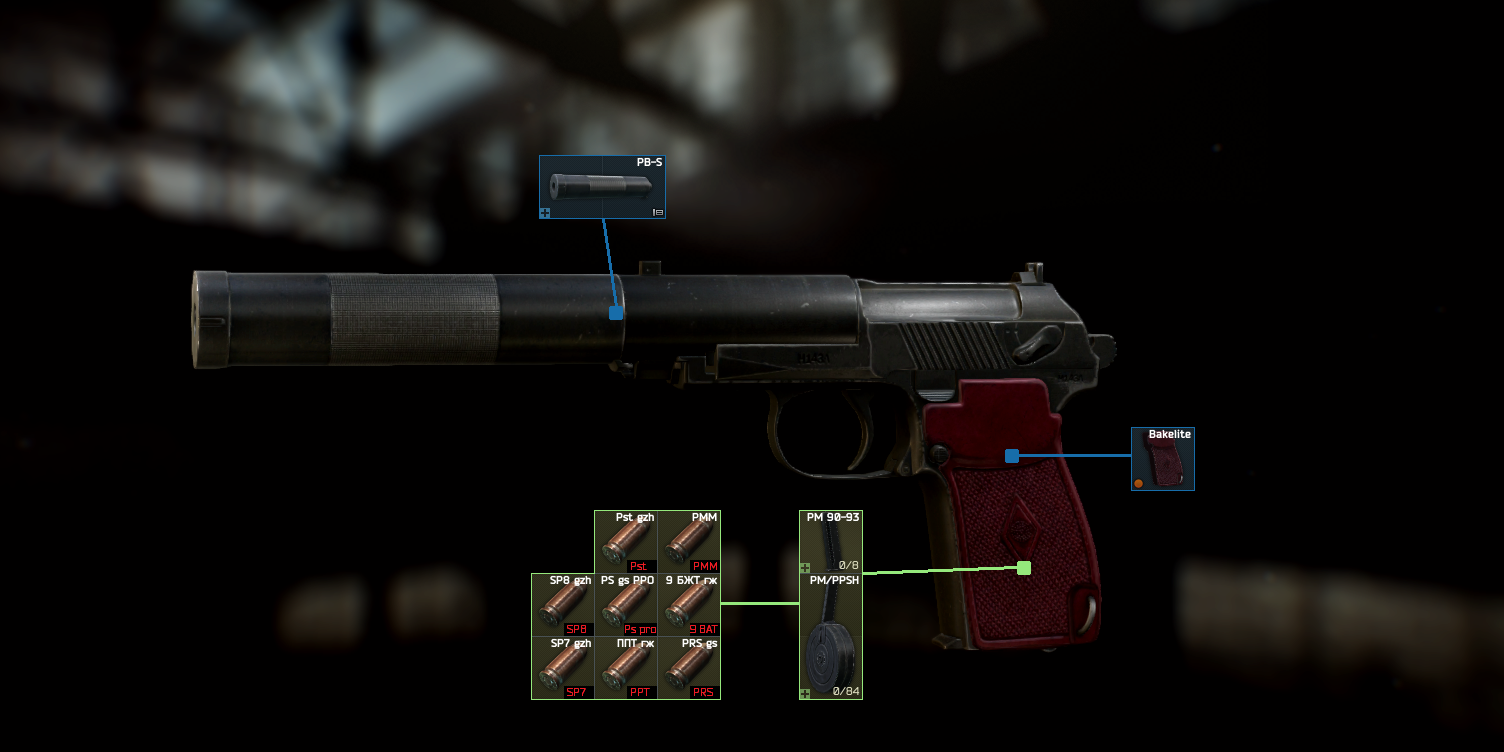 PB-S
Bakelite
Pst gzh
PMM
Pst
PMM
SP8 gzh
PS gs PPO
9 БЖТ гж
SP8
Ps pro
9 BAT
SP7 gzh
ППТ гж
PRS gs
SP7
PPT
PRS
PM 90-93
0/8
PM/PPSH
0/84